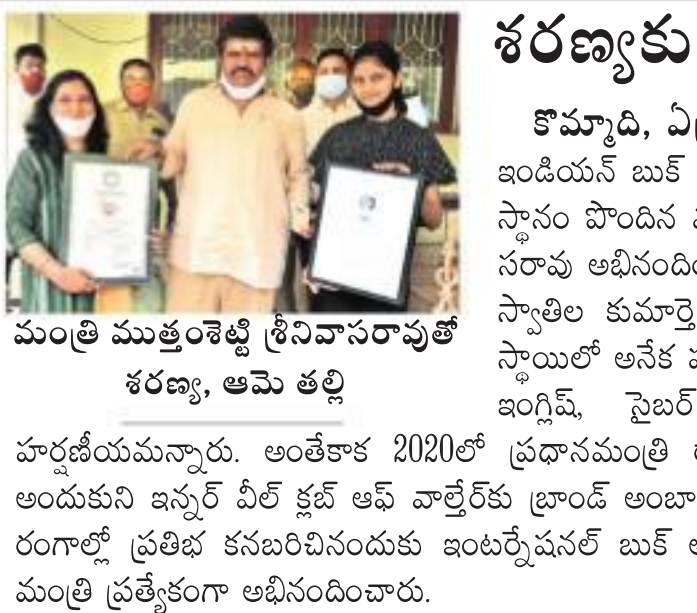 శరణ్యకు
కొమ్మాది,
ఇండియన్ బుక్
స్థానం పొందిన
సరావు
స్వాతిల కుమార్తె
స్థాయిలో అనేక
ఇంగ్లిష్, సైబర్
మంత్రి ముత్తంశెట్టి శ్రీనివాసరావుతో
శరణ్య, ఆమె తల్లి
హర్షణీయమన్నారు. అంతేకాక 2020లో ప్రధానమంత్రి
అందుకుని ఇన్నర్ వీల్ క్లబ్ ఆఫ్ వాల్తేర్‌కు బ్రాండ్
రంగాల్లో ప్రతిభ కనబరిచినందుకు ఇంటర్నేషనల్ బుక్
మంత్రి ప్రత్యేకంగా అభినందించారు.